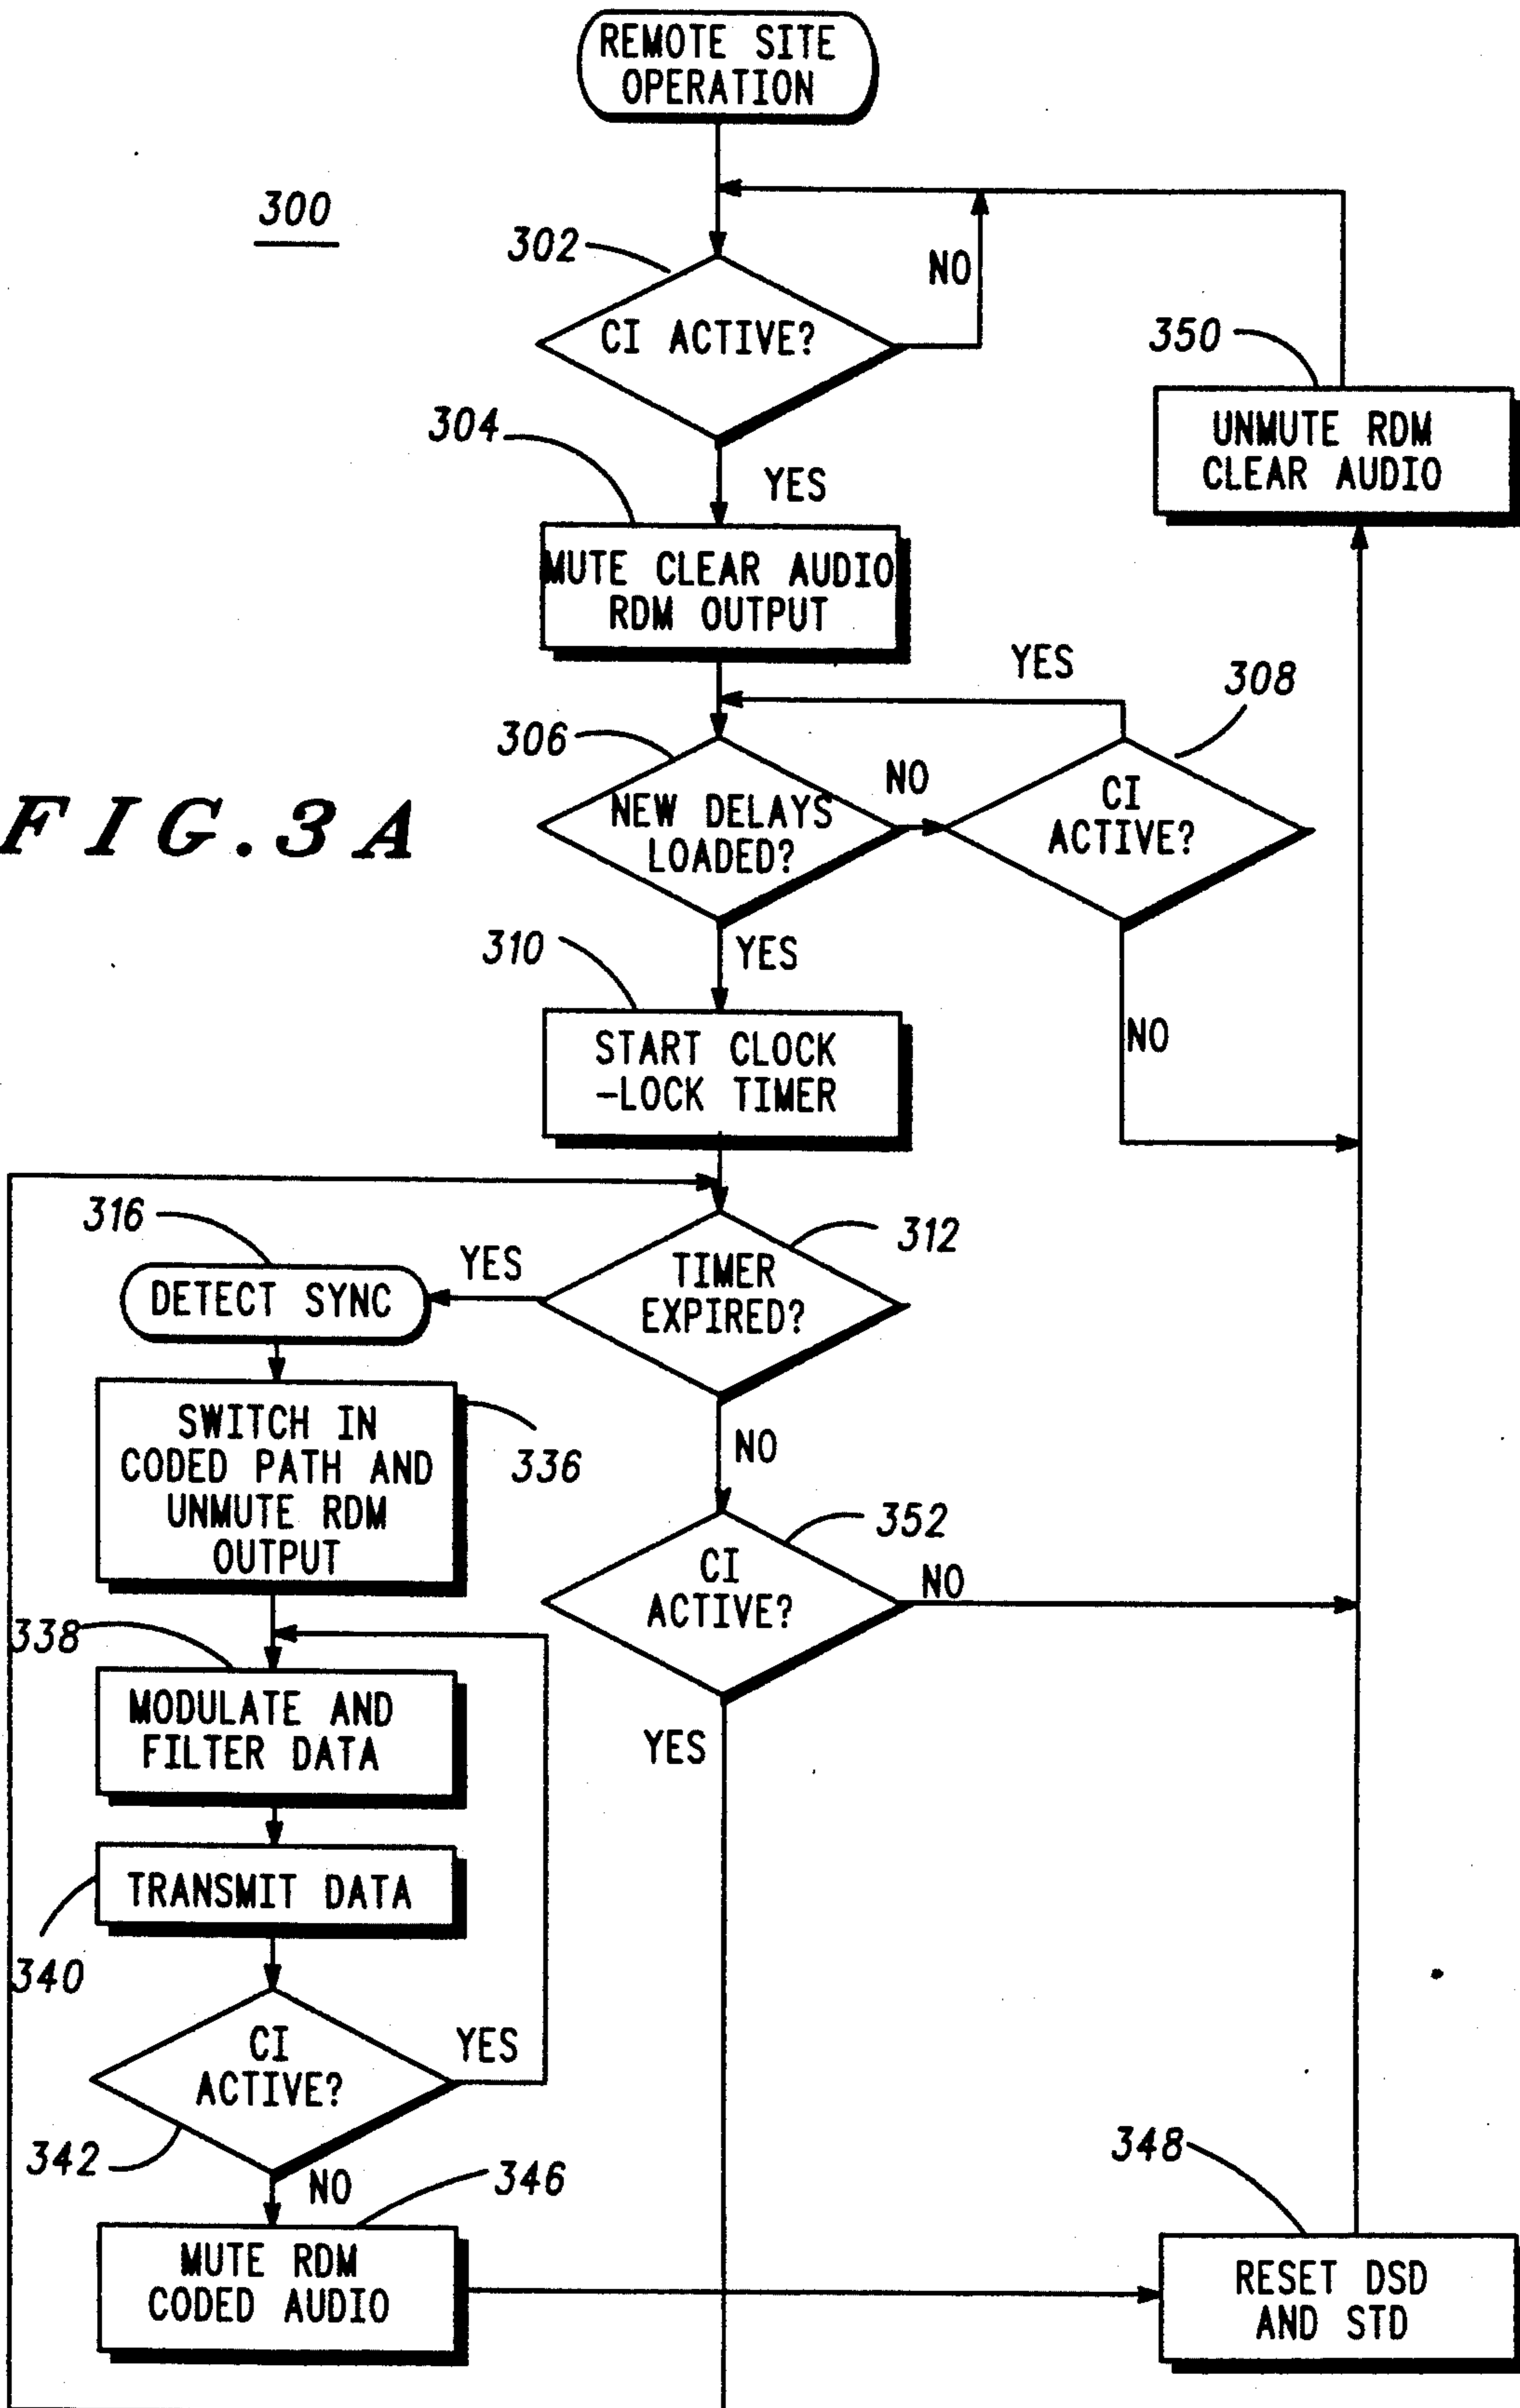 REMOTE SITE
OPERATION
300
302
NO
CI ACTIVE?
350
UNMUTE RDM
CLEAR AUDIO
304
YES
MUTE CLEAR AUDIO
RDM OUTPUT
YES
308
306
NO
NEW DELAYS
LOADED?
CI
ACTIVE?
FIG.3A
310
YES
NO
START CLOCK
-LOCK TIMER
316
312
YES
DETECT SYNC
TIMER
EXPIRED?
NO
SWITCH IN
CODED PATH AND
UNMUTE RDM
OUTPUT
336
352
CI
ACTIVE?
NO
338
MODULATE AND
FILTER DATA
YES
TRANSMIT DATA
340
CI
ACTIVE?
YES
342
NO
346
348
MUTE RDM
CODED AUDIO
RESET DSD
AND STD